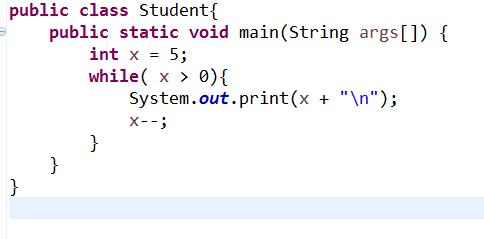 public class Student{
    public static void main(String args[]) {
        int x = 5;
        while( x > 0){
            System.out.print(x + "\n");
            x--;
        }
    }
}